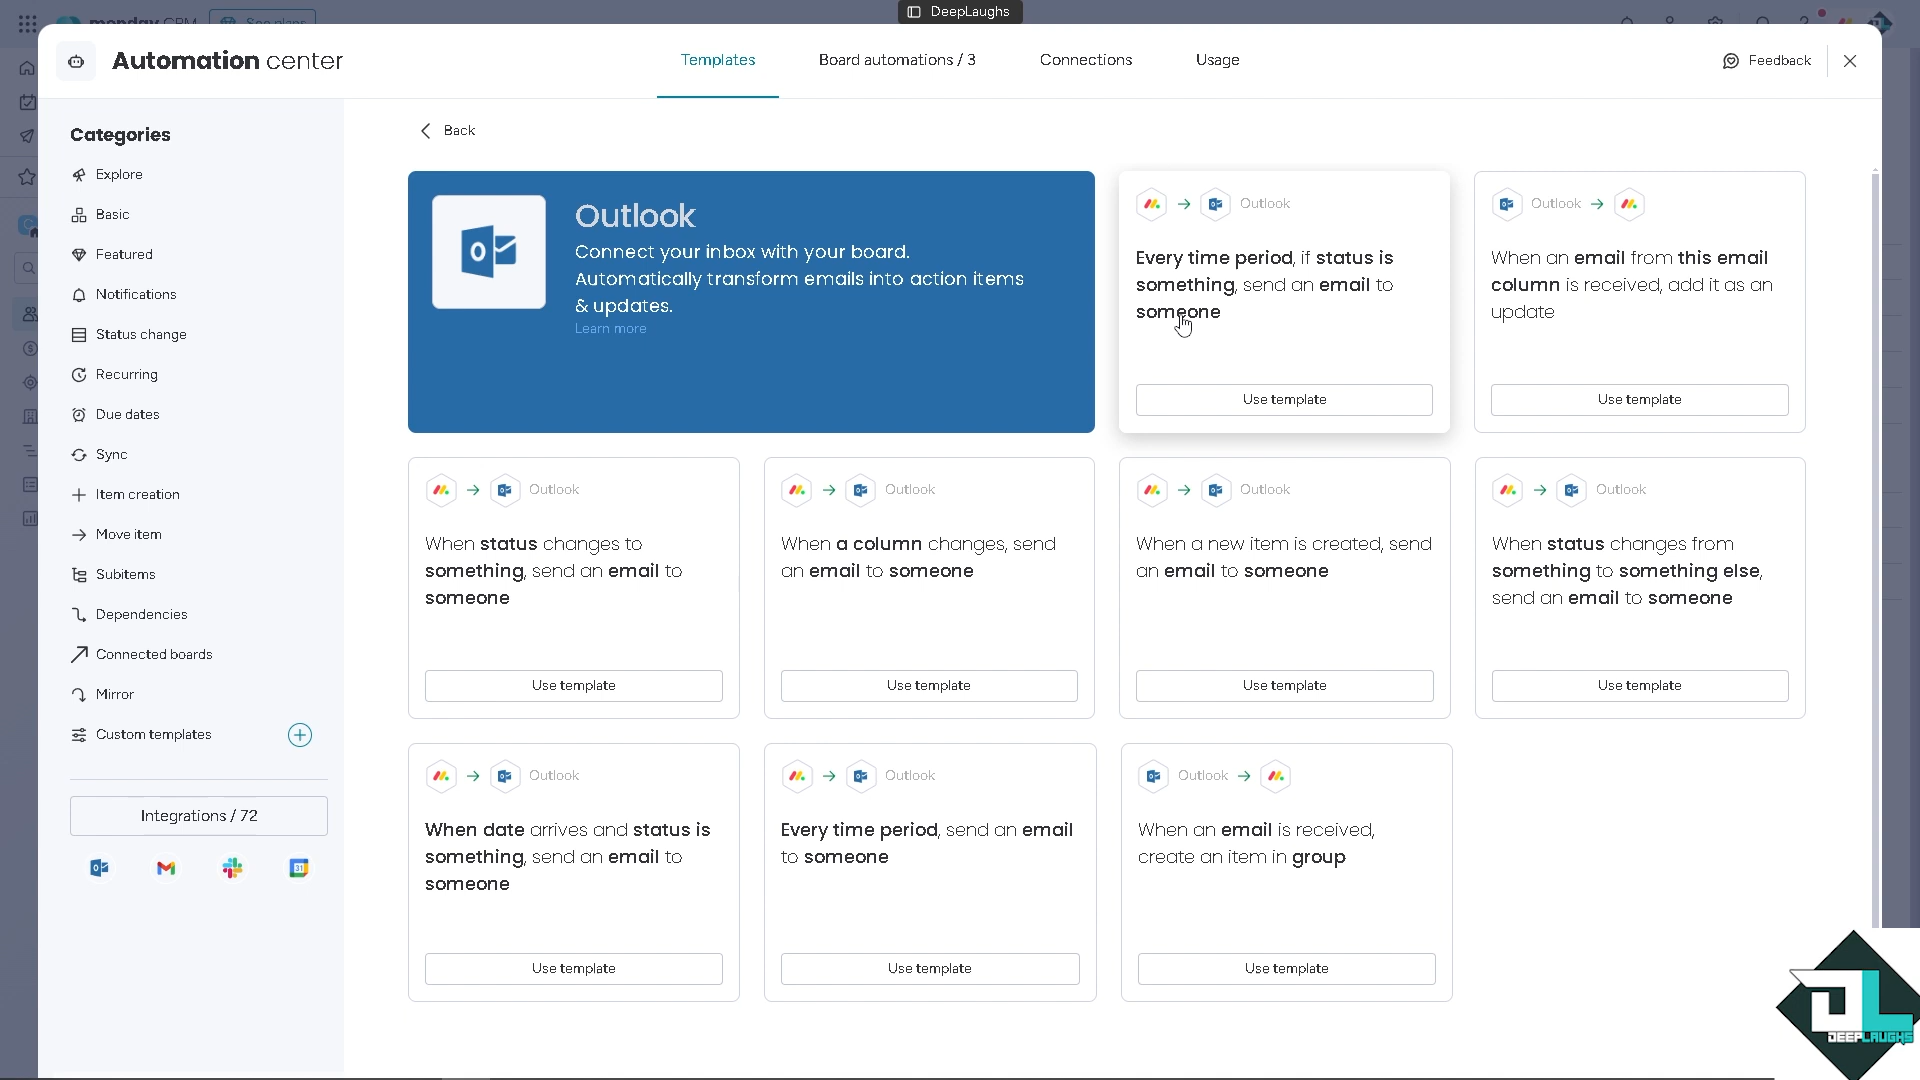 monday CRM
See plans
DeepLaughs
Automation center
Templates
Board automations / 3
Connections
Usage
Feedback
Categories
Explore
Basic
Featured
Notifications
Status change
Recurring
Due dates
Sync
Item creation
Move item
Subitems
Dependencies
Connected boards
Mirror
Custom templates
Integrations / 72
Back
Outlook
Connect your inbox with your board.
Automatically transform emails into action items
& updates.
Learn more
Outlook
Every time period, if status is
something, send an email to
someone
Use template
Outlook
When an email from this email
column is received, add it as an
update
Use template
Outlook
When status changes to
something, send an email to
someone
Use template
Outlook
When a column changes, send
an email to someone
Use template
Outlook
When a new item is created, send
an email to someone
Use template
Outlook
When status changes from
something to something else,
send an email to someone
Use template
Outlook
When date arrives and status is
something, send an email to
someone
Use template
Outlook
Every time period, send an email
to someone
Use template
Outlook
When an email is received,
create an item in group
Use template
DL
DEEPLAUGHS